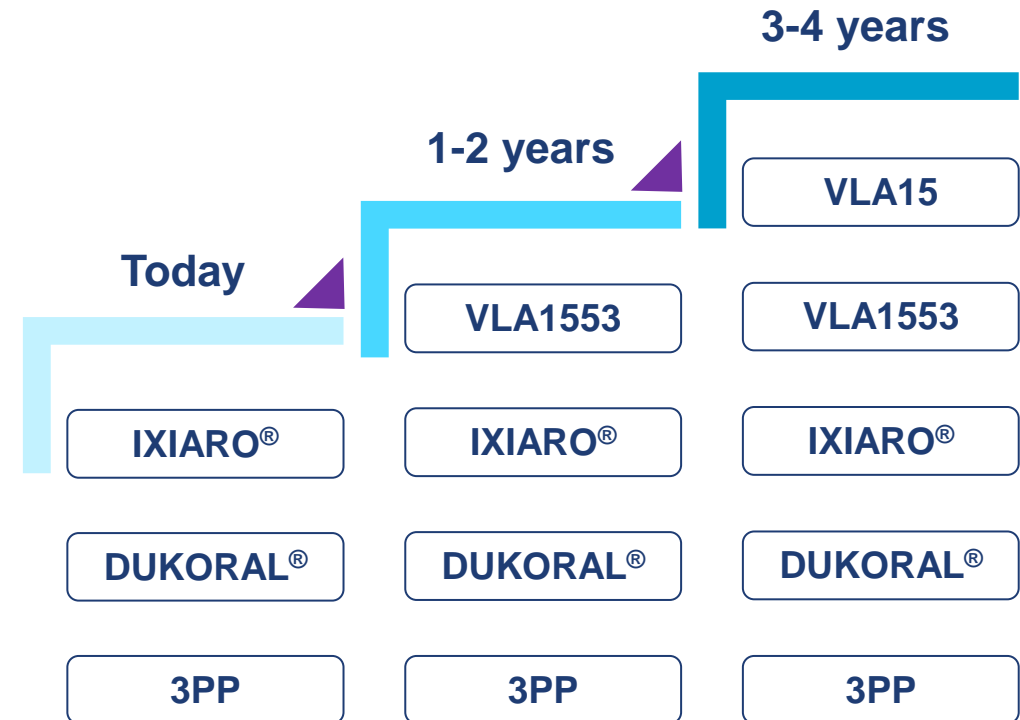 3-4 years
1-2 years
Today
VLA15
VLA1553
VLA1553
IXIARO®
IXIARO®
IXIARO®
DUKORAL®
DUKORAL®
DUKORAL®
3PP
3PP
3PP